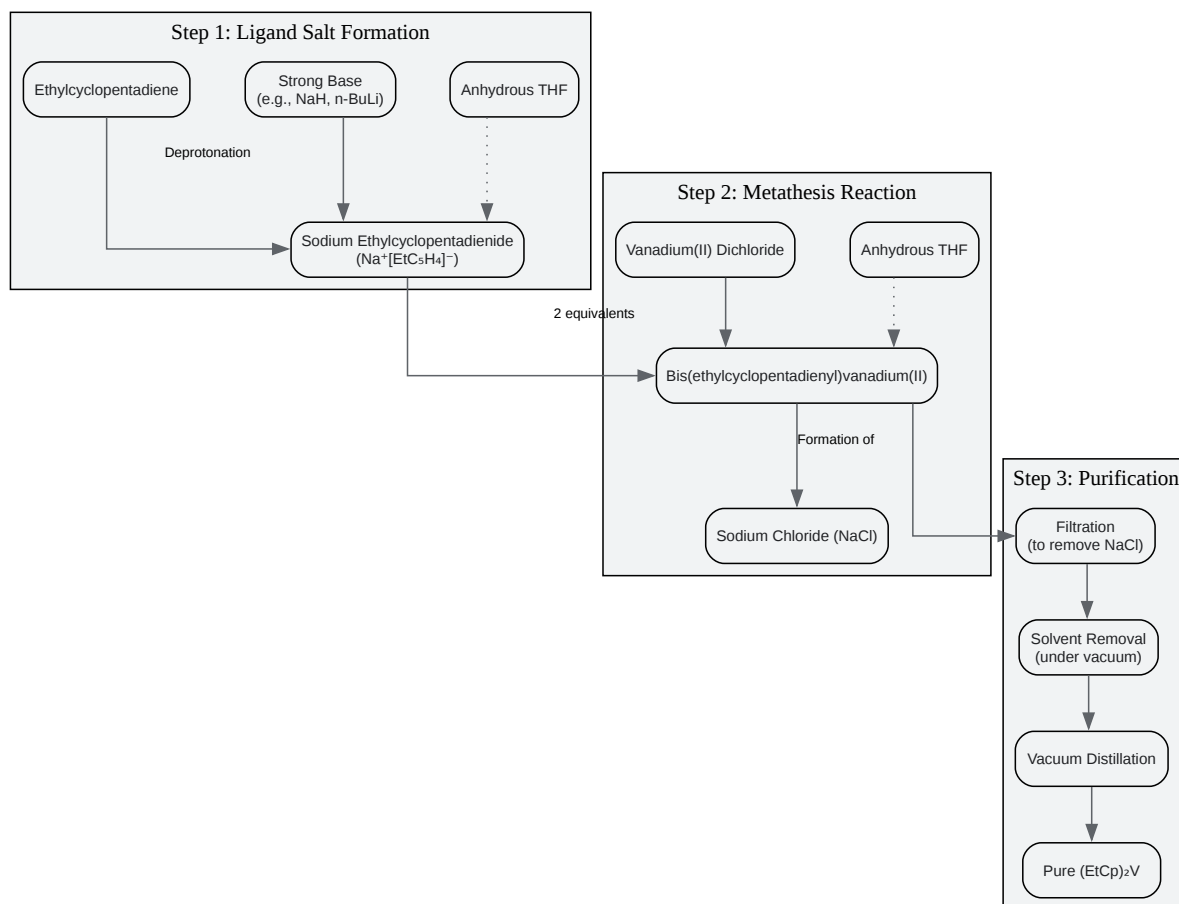 Step 1: Ligand Salt Formation
Ethylcyclopentadiene
Strong Base
(e.g., NaH, n-BuLi)
Anhydrous THF
Deprotonation
Sodium Ethylcyclopentadienide
(Na⁺[EtC₅H₄]⁻)
2 equivalents
Step 2: Metathesis Reaction
Vanadium(II) Dichloride
Anhydrous THF
Bis(ethylcyclopentadienyl)vanadium(II)
Formation of
Sodium Chloride (NaCl)
Step 3: Purification
Filtration
(to remove NaCl)
Solvent Removal
(under vacuum)
Vacuum Distillation
Pure (EtCp)₂V